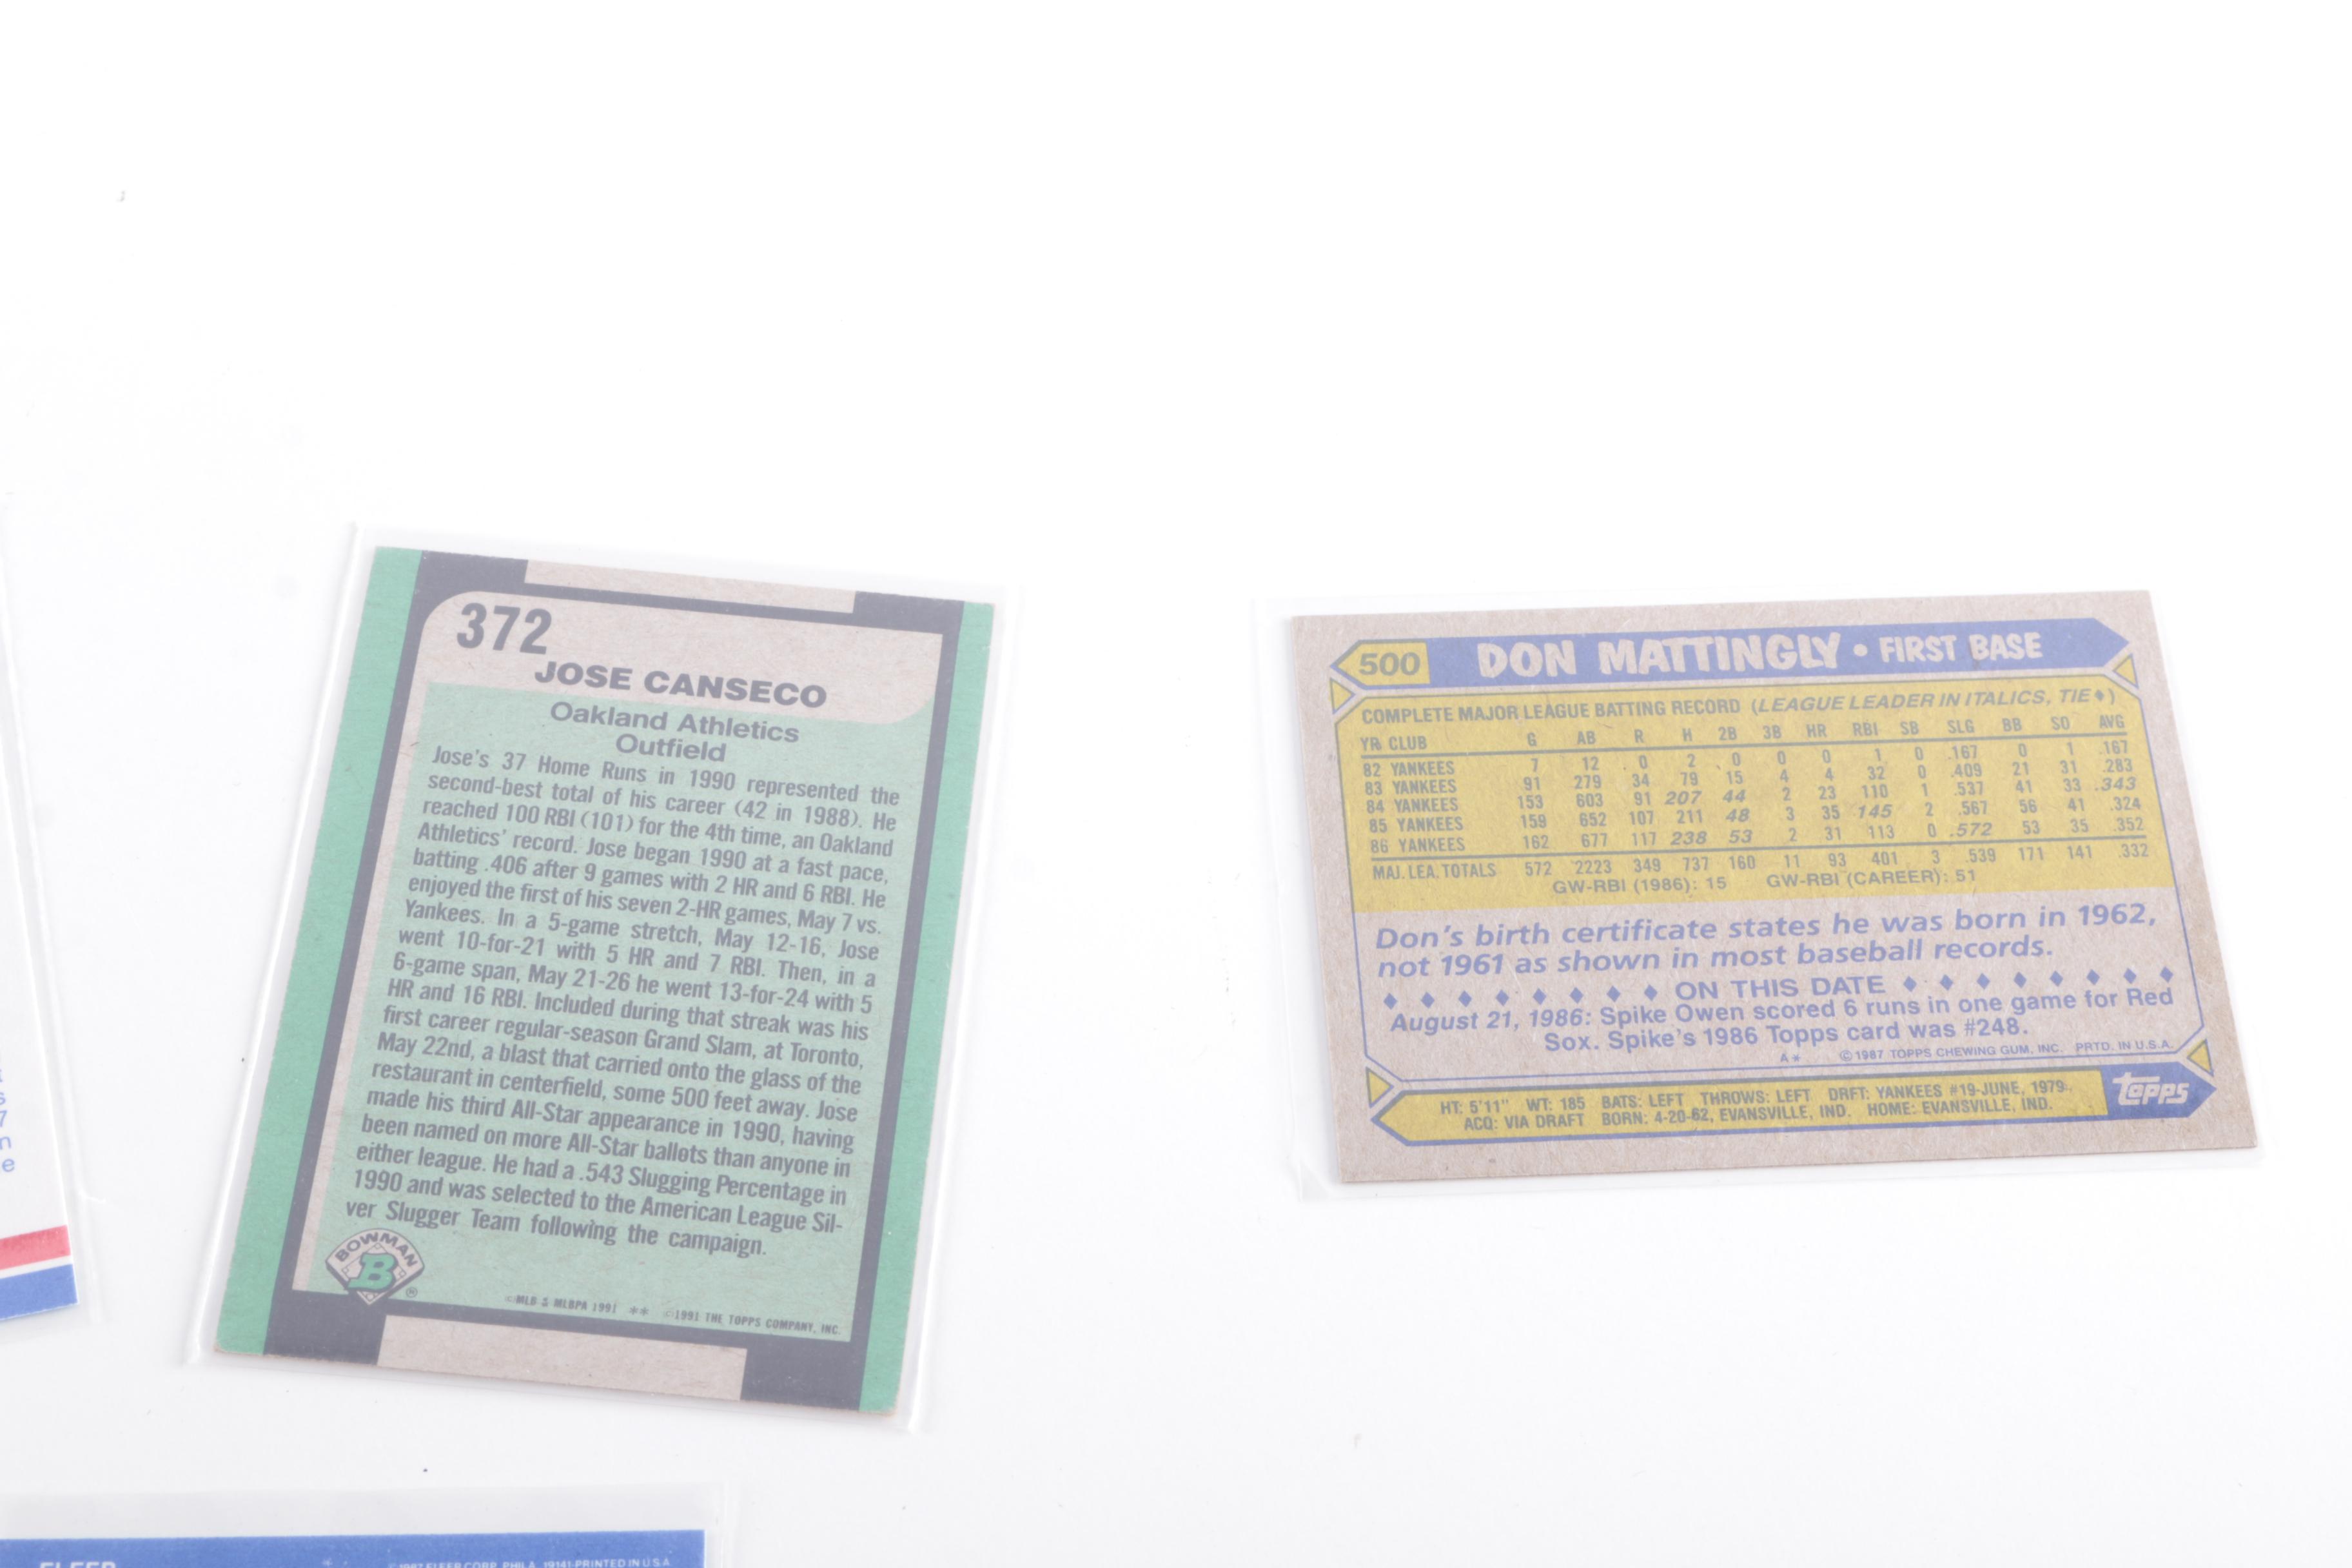 372
JOSE CANSECO
Oakland Athletics
Outfield
Jose's 37 Home Runs in 1990 represented the
second-best total of his career (42 in 1988). He
reached 100 RBI (101) for the 4th time, an Oakland
Athletics' record. Jose began 1990 at a fast pace,
batting .406 after 9 games with 2 HR and 6 RBI. He
enjoyed the first of his seven 2-HR games, May 7 vs.
Yankees. In a 5-game stretch, May 12-16, Jose
went 10-for-21 with 5 HR and 7 RBI. Then, in a
6-game span, May 21-26 he went 13-for-24 with 5
HR and 16 RBI. Included during that streak was his
first career regular-season Grand Slam, at Toronto,
May 22nd, a blast that carried onto the glass of the
restaurant in centerfield, some 500 feet away. Jose
made his third All-Star appearance in 1990, having
been named on more All-Star ballots than anyone in
either league. He had a .543 Slugging Percentage in
1990 and was selected to the American League Sil-
ver Slugger Team following the campaign.
BOWMAN
B ®
©MLB & MLBPA 1991 ** ©1991 THE TOPPS COMPANY, INC.
500 DON MATTINGLY • FIRST BASE
COMPLETE MAJOR LEAGUE BATTING RECORD (LEAGUE LEADER IN ITALICS, TIE♦)
YR CLUB G AB R H 2B 3B HR RBI SB SLG BB SO AVG
82 YANKEES 7 12 0 2 0 0 0 1 0 .167 0 1 .167
83 YANKEES 91 279 34 79 15 4 4 32 0 .409 21 31 .283
84 YANKEES 153 603 91 207 44 2 23 110 1 .537 41 33 .343
85 YANKEES 159 652 107 211 48 3 35 145 2 .567 56 41 .324
86 YANKEES 162 677 117 238 53 2 31 113 0 .572 53 35 .352
MAJ. LEA. TOTALS 572 2223 349 737 160 11 93 401 3 .539 171 141 .332
GW-RBI (1986): 15 GW-RBI (CAREER): 51
Don's birth certificate states he was born in 1962,
not 1961 as shown in most baseball records.
♦ ♦ ♦ ♦ ♦ ♦ ♦ ♦ ON THIS DATE ♦ ♦ ♦ ♦ ♦ ♦ ♦ ♦
August 21, 1986: Spike Owen scored 6 runs in one game for Red
Sox. Spike's 1986 Topps card was #248.
A* ©1987 TOPPS CHEWING GUM, INC. PRTD. IN U.S.A.
HT: 5'11" WT: 185 BATS: LEFT THROWS: LEFT DRFT: YANKEES #19-JUNE, 1979
ACQ: VIA DRAFT BORN: 4-20-62, EVANSVILLE, IND. HOME: EVANSVILLE, IND.
topps
s
7
n
e
FLEER * ©1987 FLEER CORP. PHILA. 19141-PRINTED IN U.S.A.